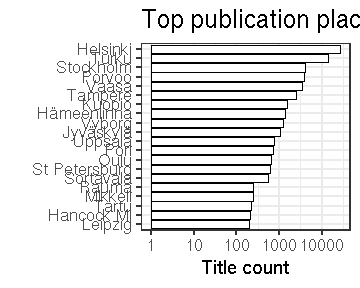 Top publication plac
Helsinki
Turku
Stockholm
Porvoo
Vaasa
Tampere
Kuopio
Hämeenlinna
Vyborg
Jyväskylä
Uppsala
Pori
Oulu
St Petersburg
Sortavala
Rauma
Mikkeli
Tartu
Hancock M
Leipzig
1 10 100 1000 10000
Title count